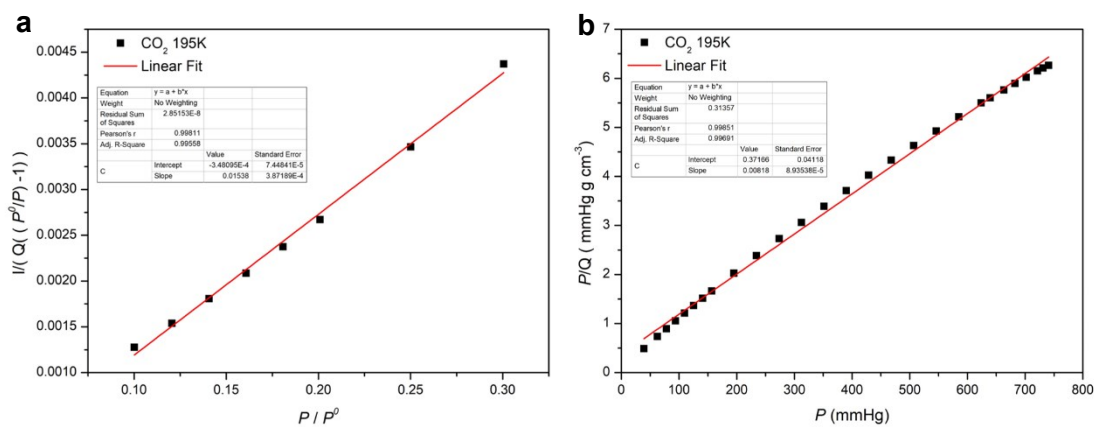 a
CO2 195K
Linear Fit
Equation y = a + b*x
Weight No Weighting
Residual Sum of Squares 2.85153E-8
Pearson's r 0.99811
Adj. R-Square 0.99558
Value Standard Error
C Intercept -3.48095E-4 7.44841E-5
Slope 0.01538 3.87189E-4
I/( Q( ( P0/P) -1) )
0.0045
0.0040
0.0035
0.0030
0.0025
0.0020
0.0015
0.0010
0.10 0.15 0.20 0.25 0.30
P / P0
b
CO2 195K
Linear Fit
Equation y = a + b*x
Weight No Weighting
Residual Sum of Squares 0.31357
Pearson's r 0.99851
Adj. R-Square 0.99691
Value Standard Error
C Intercept 0.37166 0.04118
Slope 0.00818 8.93538E-5
P/Q ( mmHg g cm-3)
7
6
5
4
3
2
1
0
0 100 200 300 400 500 600 700 800
P (mmHg)